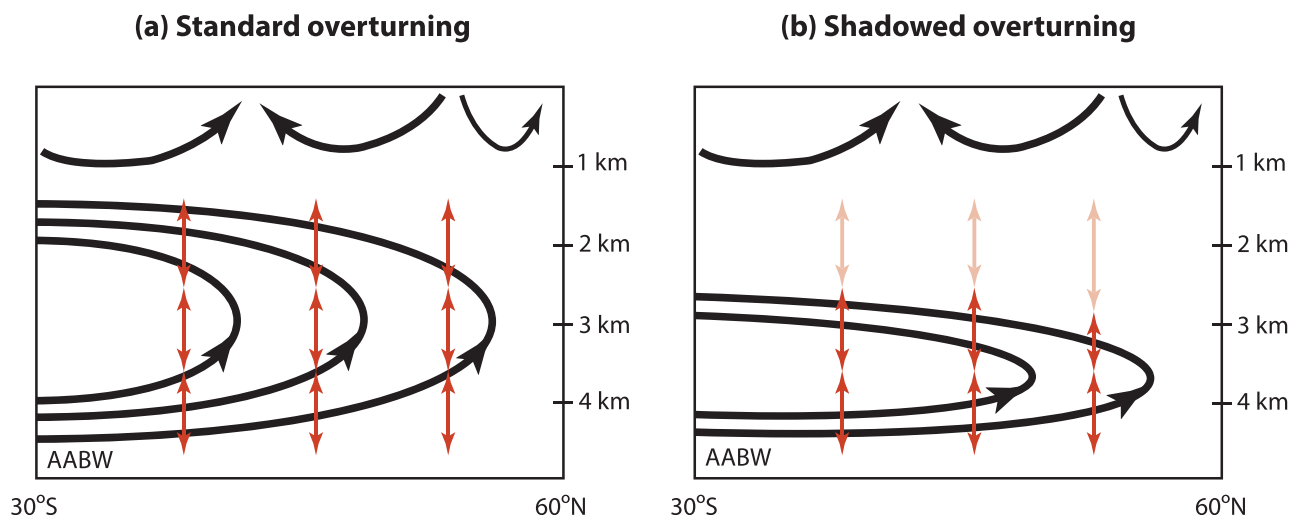 (a) Standard overturning
1 km
2 km
3 km
4 km
AABW
30°S
60°N
(b) Shadowed overturning
1 km
2 km
3 km
4 km
AABW
30°S
60°N